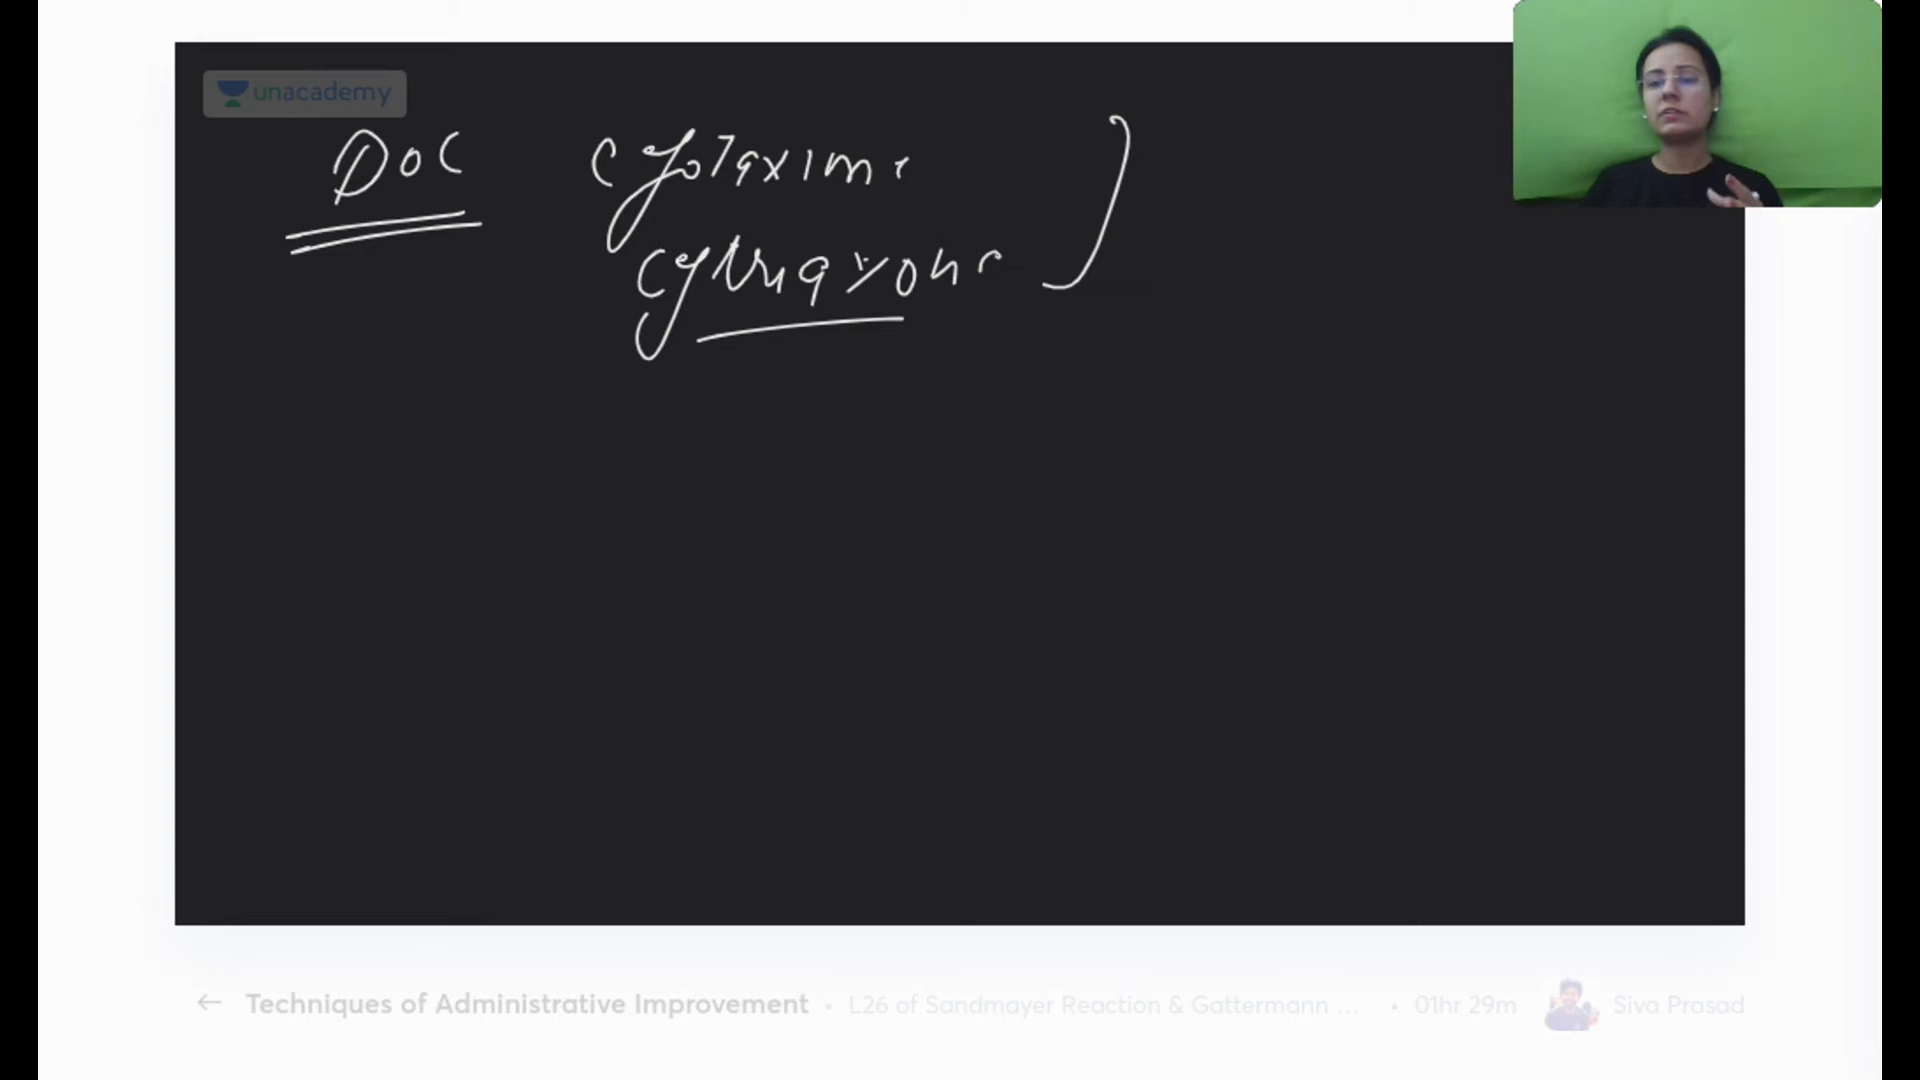 unacademy
DOC Cefotaxime
Ceftriaxone
← Techniques of Administrative Improvement • L26 of Sandmayer Reaction & Gattermann ... • 01hr 29m Siva Prasad